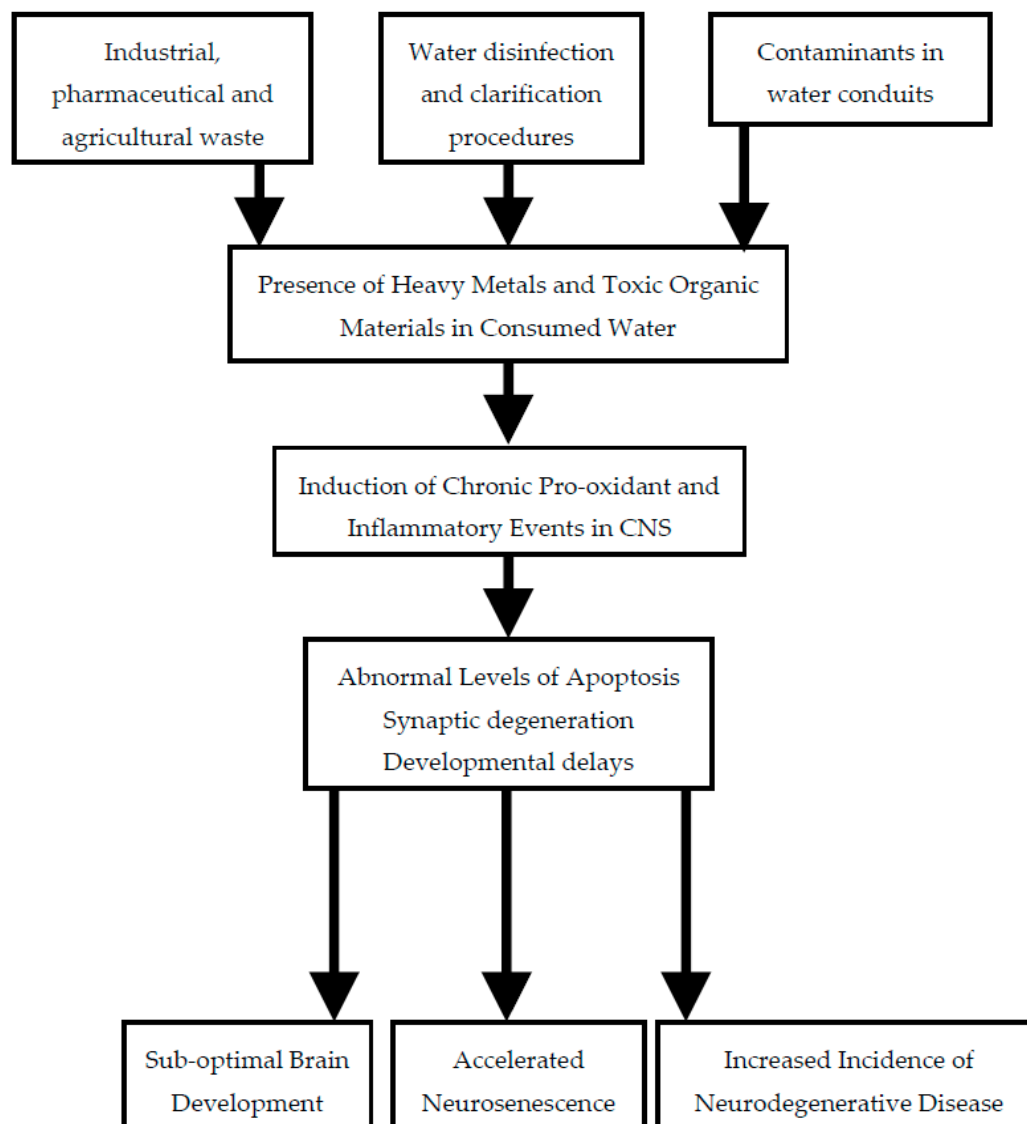 Industrial,
pharmaceutical and
agricultural waste
Water disinfection
and clarification
procedures
Contaminants in
water conduits
Presence of Heavy Metals and Toxic Organic
Materials in Consumed Water
Induction of Chronic Pro-oxidant and
Inflammatory Events in CNS
Abnormal Levels of Apoptosis
Synaptic degeneration
Developmental delays
Sub-optimal Brain
Development
Accelerated
Neurosenescence
Increased Incidence of
Neurodegenerative Disease